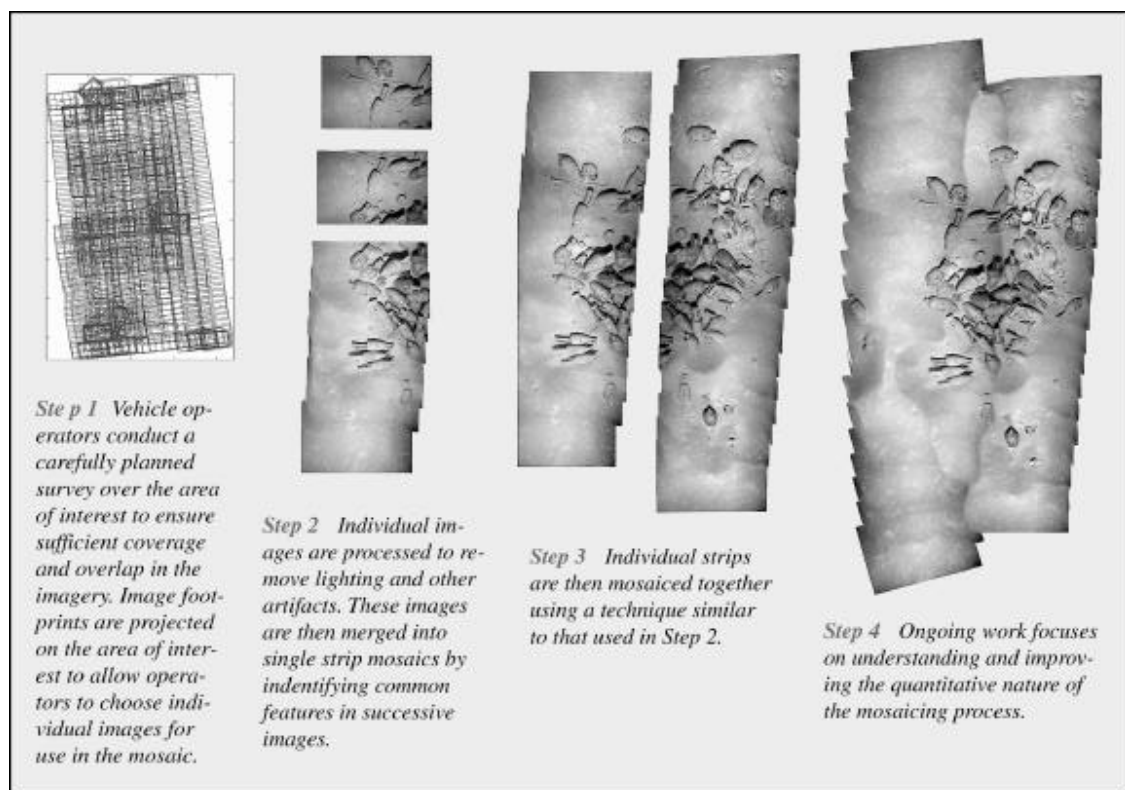 Ste p 1 Vehicle op-
erators conduct a
carefully planned
survey over the area
of interest to ensure
sufficient coverage
and overlap in the
imagery. Image foot-
prints are projected
on the area of inter-
est to allow opera-
tors to choose indi-
vidual images for
use in the mosaic.
Step 2 Individual im-
ages are processed to re-
move lighting and other
artifacts. These images
are then merged into
single strip mosaics by
indentifying common
features in successive
images.
Step 3 Individual strips
are then mosaiced together
using a technique similar
to that used in Step 2.
Step 4 Ongoing work focuses
on understanding and improv-
ing the quantitative nature of
the mosaicing process.